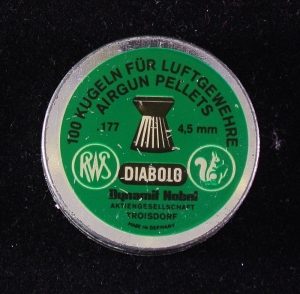 100 KUGELN FÜR LUFTGEWEHRE
AIRGUN PELLETS
.177 4,5 mm
RWS
DIABOLO
Dynamit Nobel
AKTIENGESELLSCHAFT
TROISDORF
MADE IN GERMANY